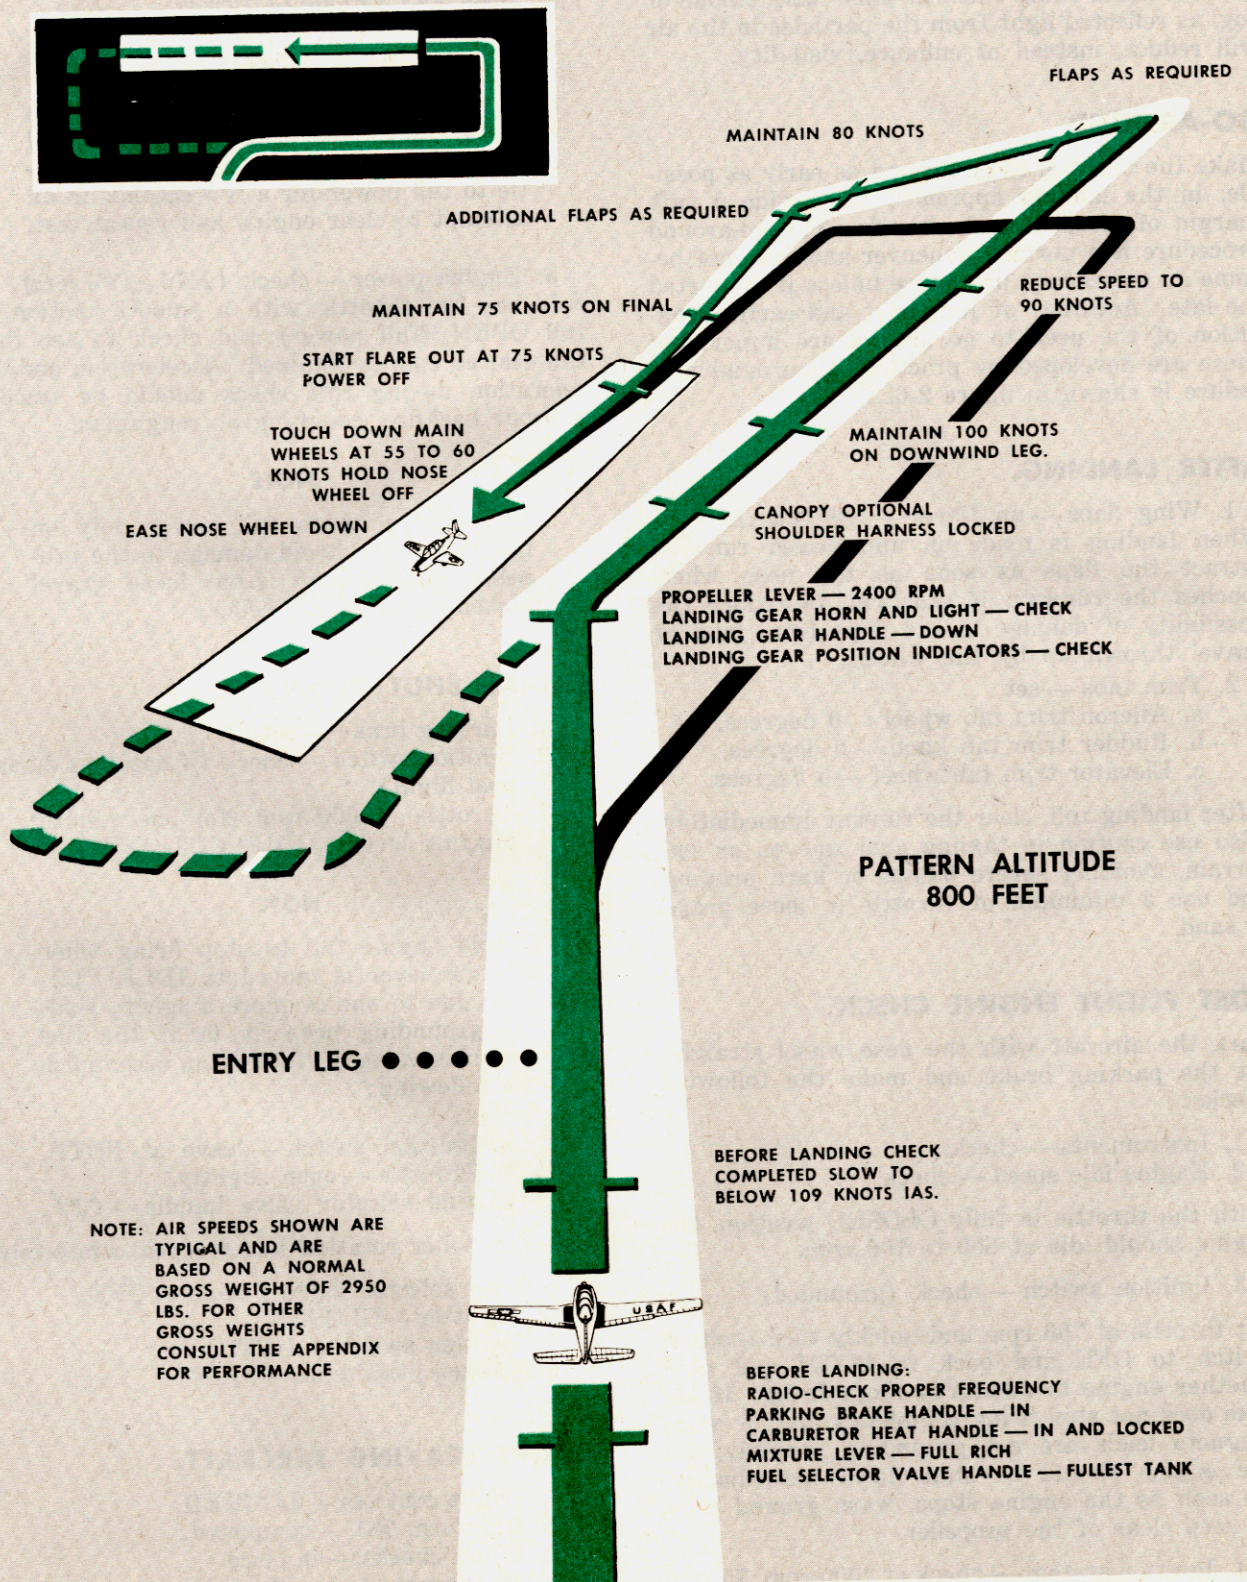 FLAPS AS REQUIRED
MAINTAIN 80 KNOTS
ADDITIONAL FLAPS AS REQUIRED
REDUCE SPEED TO
90 KNOTS
MAINTAIN 75 KNOTS ON FINAL
START FLARE OUT AT 75 KNOTS
POWER OFF
TOUCH DOWN MAIN
WHEELS AT 55 TO 60
KNOTS HOLD NOSE
WHEEL OFF
MAINTAIN 100 KNOTS
ON DOWNWIND LEG.
EASE NOSE WHEEL DOWN
CANOPY OPTIONAL
SHOULDER HARNESS LOCKED
PROPELLER LEVER — 2400 RPM
LANDING GEAR HORN AND LIGHT — CHECK
LANDING GEAR HANDLE — DOWN
LANDING GEAR POSITION INDICATORS — CHECK
PATTERN ALTITUDE
800 FEET
ENTRY LEG
BEFORE LANDING CHECK
COMPLETED SLOW TO
BELOW 109 KNOTS IAS.
NOTE: AIR SPEEDS SHOWN ARE
TYPICAL AND ARE
BASED ON A NORMAL
GROSS WEIGHT OF 2950
LBS. FOR OTHER
GROSS WEIGHTS
CONSULT THE APPENDIX
FOR PERFORMANCE
USAF
BEFORE LANDING:
RADIO-CHECK PROPER FREQUENCY
PARKING BRAKE HANDLE — IN
CARBURETOR HEAT HANDLE — IN AND LOCKED
MIXTURE LEVER — FULL RICH
FUEL SELECTOR VALVE HANDLE — FULLEST TANK